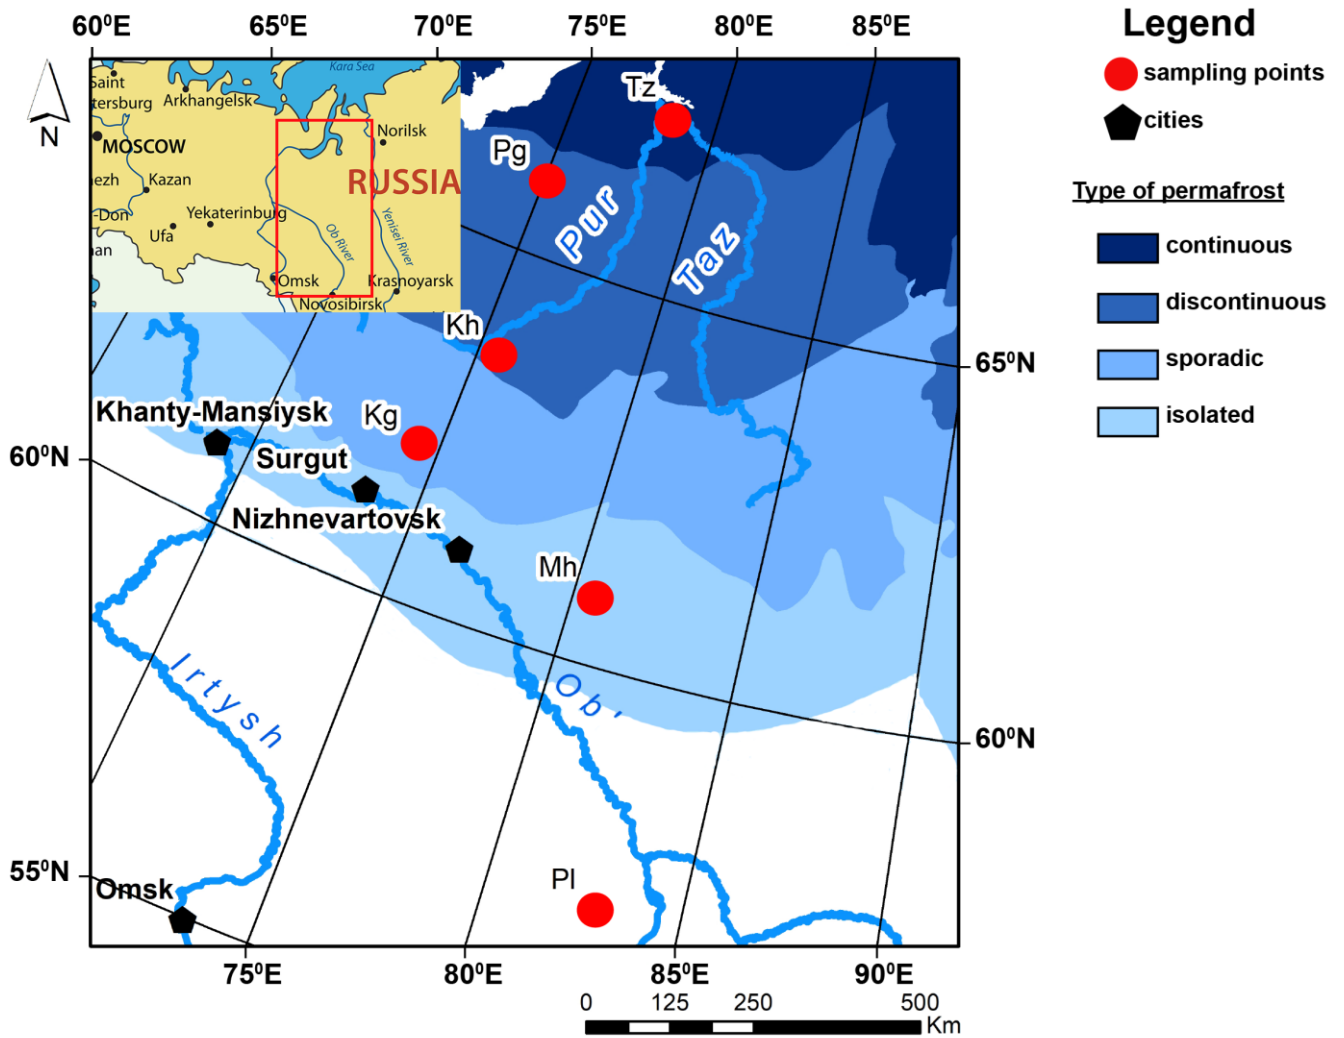 60⁰E 65⁰E 70⁰E 75⁰E 80⁰E 85⁰E
Legend
sampling points
cities
Type of permafrost
continuous
discontinuous
sporadic
isolated
N
Kara Sea
Saint
tersburg
Arkhangelsk
Norilsk
MOSCOW
RUSSIA
ezh
Kazan
-Don
Yekaterinburg
Ufa
an
Ob River
Yenisei River
Omsk
Krasnoyarsk
Novosibirsk
Tz
Pg
Pur
Taz
Kh
65⁰N
Khanty-Mansiysk
Kg
60⁰N
Surgut
Nizhnevartovsk
Mh
Irtysh
Ob'
60⁰N
55⁰N
Omsk
Pl
75⁰E 80⁰E 85⁰E 90⁰E
0 125 250 500
Km